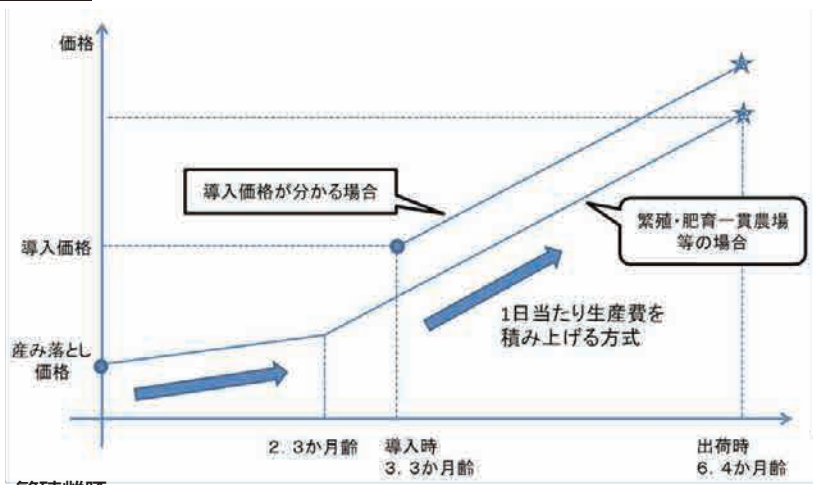 価格
導入価格が分かる場合
繁殖・肥育一貫農場
等の場合
導入価格
1日当たり生産費を
積み上げる方式
産み落とし
価格
2.3か月齢
導入時
3.3か月齢
出荷時
6.4か月齢